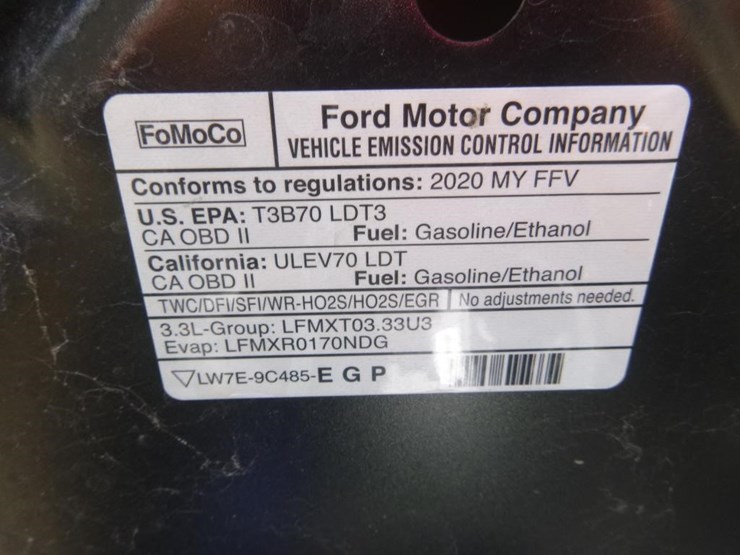 FoMoCo
Ford Motor Company
VEHICLE EMISSION CONTROL INFORMATION
Conforms to regulations: 2020 MY FFV
U.S. EPA: T3B70 LDT3
CA OBD II Fuel: Gasoline/Ethanol
California: ULEV70 LDT
CA OBD II Fuel: Gasoline/Ethanol
TWC/DFI/SFI/WR-HO2S/HO2S/EGR No adjustments needed.
3.3L-Group: LFMXT03.33U3
Evap: LFMXR0170NDG
LW7E-9C485-E G P